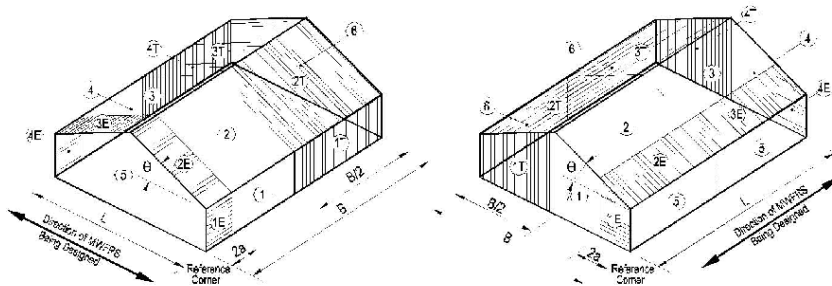 4T
3T
6
4
3
2T
3E
4E
2
θ
2E
5
1
1E
B/2
B
L
2a
Direction of MWFRS
Being Designed
Reference
Corner
6
4
3
2T
6
2
3E
4E
θ
2E
1T
5
B/2
B
L
2a
Direction of MWFRS
Being Designed
Reference
Corner